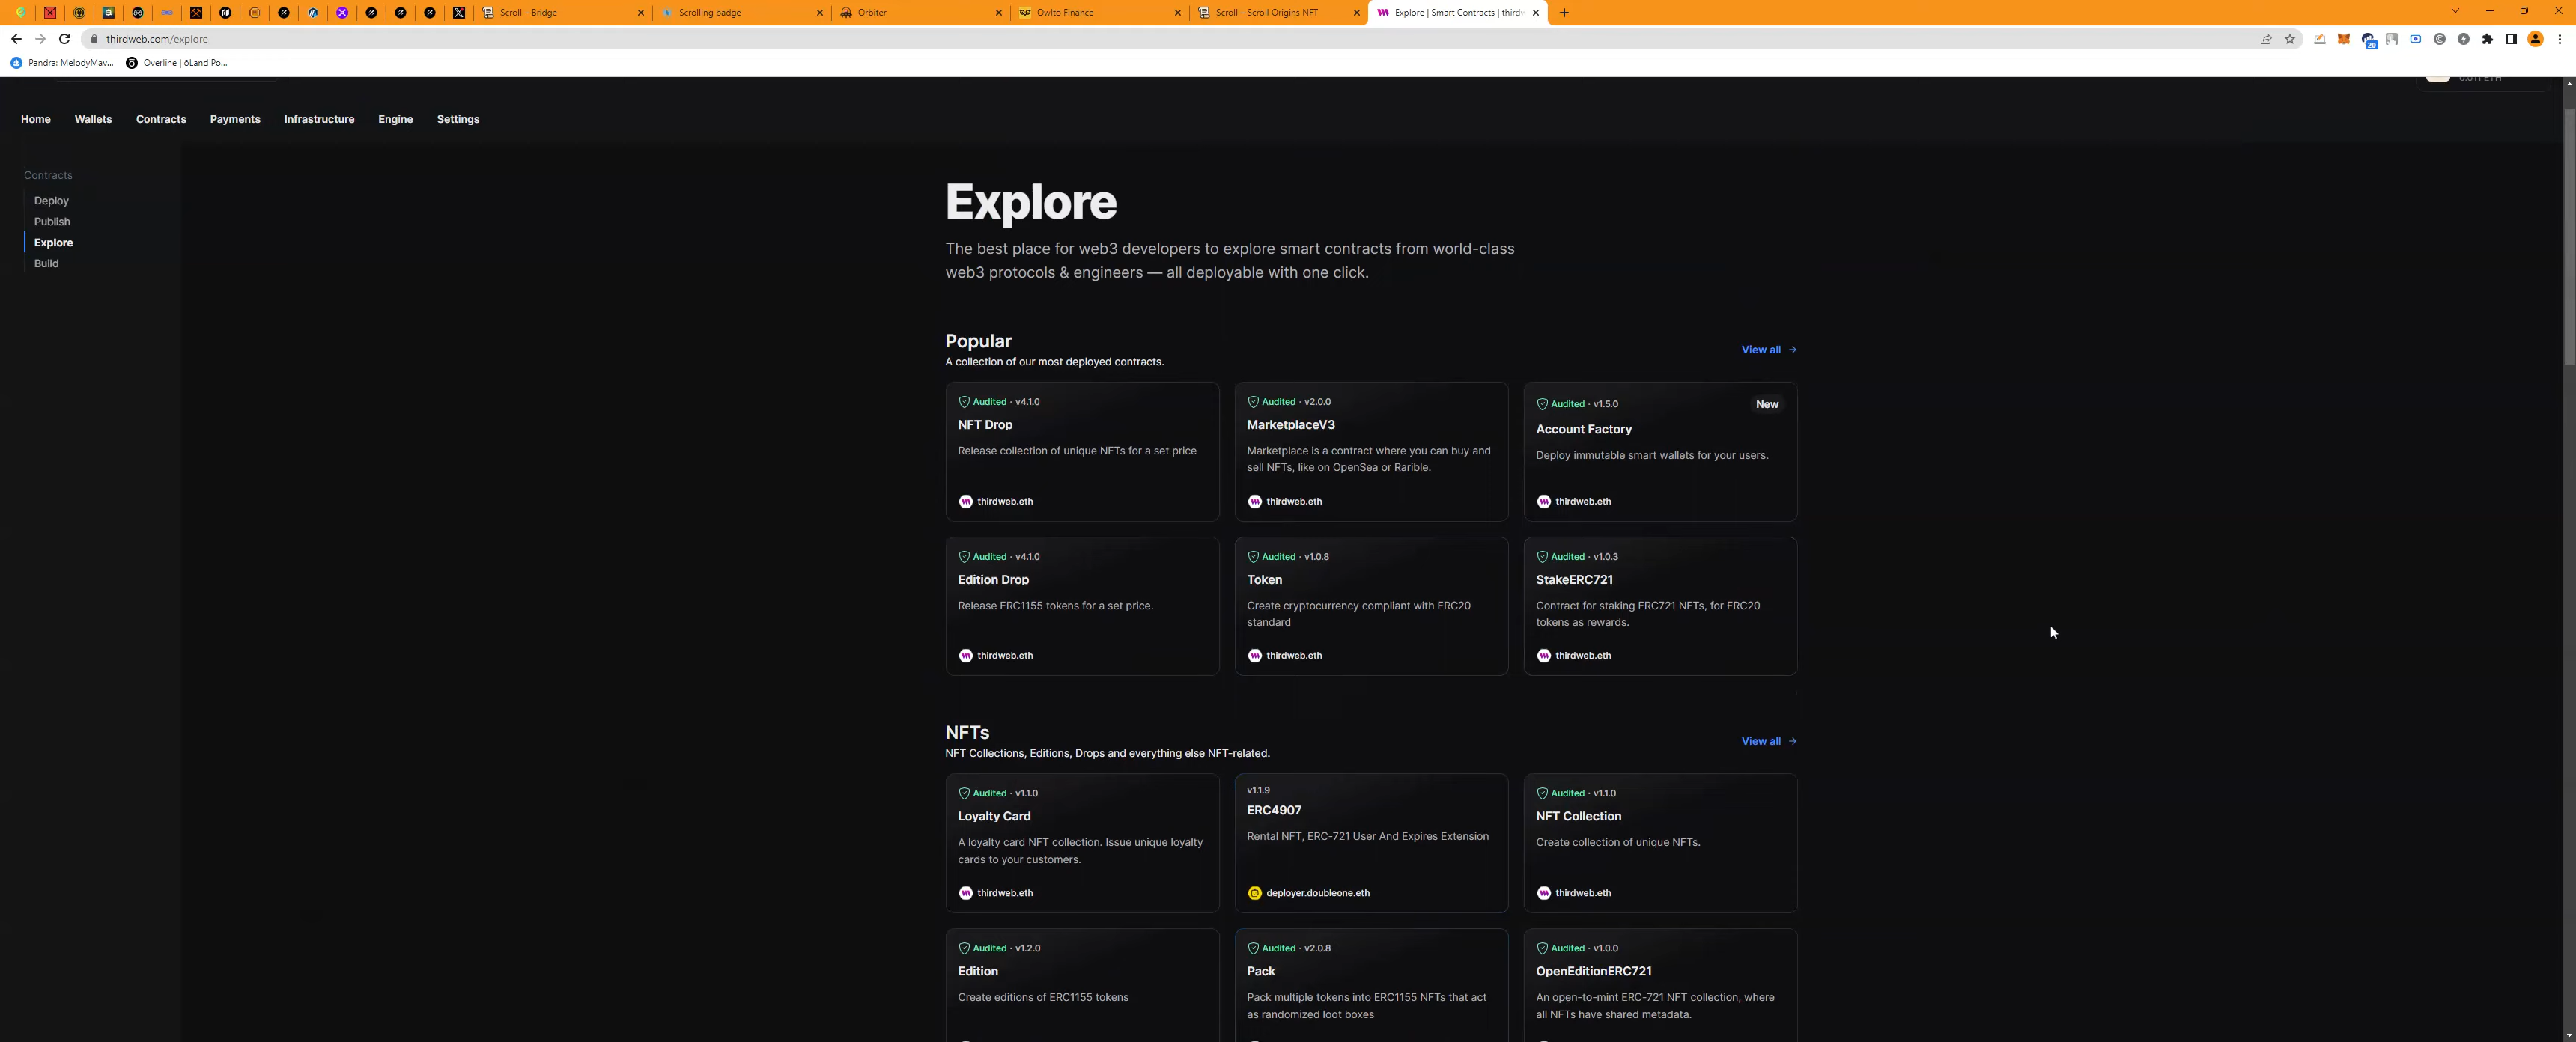 Scroll – Bridge
Scrolling badge
Orbiter
Owlto Finance
Scroll – Scroll Origins NFT
Explore | Smart Contracts | thirdw
thirdweb.com/explore
20
Pandra: MelodyMav...
Overline | őLand Po...
Home
Wallets
Contracts
Payments
Infrastructure
Engine
Settings
Contracts
Deploy
Publish
Explore
Build
Explore
The best place for web3 developers to explore smart contracts from world-class
web3 protocols & engineers — all deployable with one click.
Popular
A collection of our most deployed contracts.
View all →
Audited · v4.1.0
NFT Drop
Release collection of unique NFTs for a set price
thirdweb.eth
Audited · v2.0.0
MarketplaceV3
Marketplace is a contract where you can buy and
sell NFTs, like on OpenSea or Rarible.
thirdweb.eth
Audited · v1.5.0
New
Account Factory
Deploy immutable smart wallets for your users.
thirdweb.eth
Audited · v4.1.0
Edition Drop
Release ERC1155 tokens for a set price.
thirdweb.eth
Audited · v1.0.8
Token
Create cryptocurrency compliant with ERC20
standard
thirdweb.eth
Audited · v1.0.3
StakeERC721
Contract for staking ERC721 NFTs, for ERC20
tokens as rewards.
thirdweb.eth
NFTs
NFT Collections, Editions, Drops and everything else NFT-related.
View all →
Audited · v1.1.0
Loyalty Card
A loyalty card NFT collection. Issue unique loyalty
cards to your customers.
thirdweb.eth
v1.1.9
ERC4907
Rental NFT, ERC-721 User And Expires Extension
deployer.doubleone.eth
Audited · v1.1.0
NFT Collection
Create collection of unique NFTs.
thirdweb.eth
Audited · v1.2.0
Edition
Create editions of ERC1155 tokens
Audited · v2.0.8
Pack
Pack multiple tokens into ERC1155 NFTs that act
as randomized loot boxes
Audited · v1.0.0
OpenEditionERC721
An open-to-mint ERC-721 NFT collection, where
all NFTs have shared metadata.